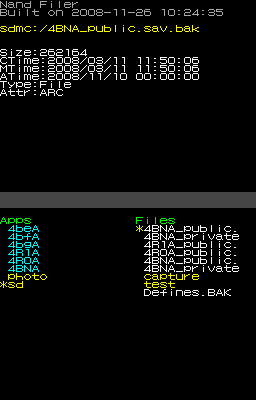 Nand Filer
Built on 2008-11-26 10:24:35
sdmc:/4BNA_public.sav.bak
Size:262164
CTime:2008/03/11 11:50:06
MTime:2008/03/11 11:50:06
ATime:2008/11/10 00:00:00
Type:File
Attr:ARC
Apps Files
4beA *4BNA_public.
4bfA 4BNA_private
4bgA 4R1A_public.
4R1A 4R0A_public.
4R0A 4BNA_public.
4BNA 4BNA_private
photo capture
*sd test
Defines.BAK